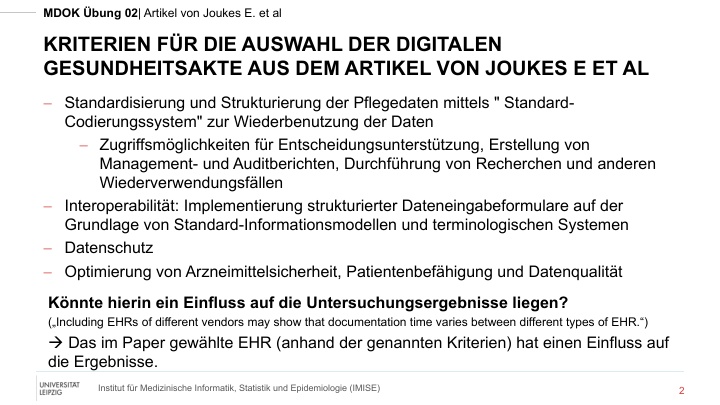 MDOK Übung 02| Artikel von Joukes E. et al
KRITERIEN FÜR DIE AUSWAHL DER DIGITALEN
GESUNDHEITSAKTE AUS DEM ARTIKEL VON JOUKES E ET AL
– Standardisierung und Strukturierung der Pflegedaten mittels " Standard-
Codierungssystem" zur Wiederbenutzung der Daten
– Zugriffsmöglichkeiten für Entscheidungsunterstützung, Erstellung von
Management- und Auditberichten, Durchführung von Recherchen und anderen
Wiederverwendungsfällen
– Interoperabilität: Implementierung strukturierter Dateneingabeformulare auf der
Grundlage von Standard-Informationsmodellen und terminologischen Systemen
– Datenschutz
– Optimierung von Arzneimittelsicherheit, Patientenbefähigung und Datenqualität
Könnte hierin ein Einfluss auf die Untersuchungsergebnisse liegen?
(„Including EHRs of different vendors may show that documentation time varies between different types of EHR.“)
→ Das im Paper gewählte EHR (anhand der genannten Kriterien) hat einen Einfluss auf
die Ergebnisse.
UNIVERSITÄT
LEIPZIG
Institut für Medizinische Informatik, Statistik und Epidemiologie (IMISE)
2